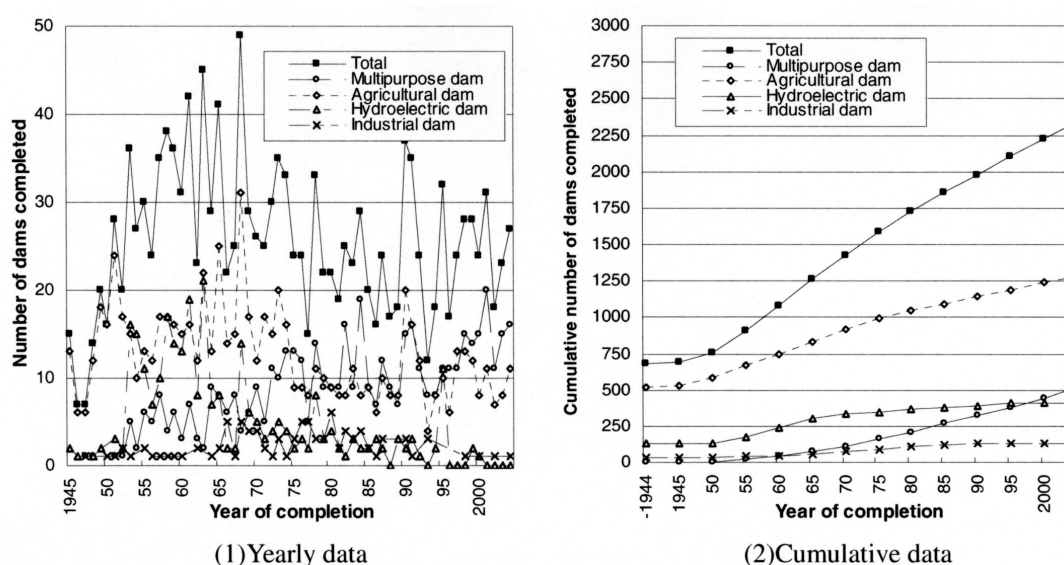 50
40
30
20
10
0
Number of dams completed
Total
Multipurpose dam
Agricultural dam
Hydroelectric dam
Industrial dam
1945
50
55
60
65
70
75
80
85
90
95
2000
Year of completion
(1)Yearly data
3000
2750
2500
2250
2000
1750
1500
1250
1000
750
500
250
0
Cumulative number of dams completed
Total
Multipurpose dam
Agricultural dam
Hydroelectric dam
Industrial dam
-1944
1945
50
55
60
65
70
75
80
85
90
95
2000
Year of completion
(2)Cumulative data